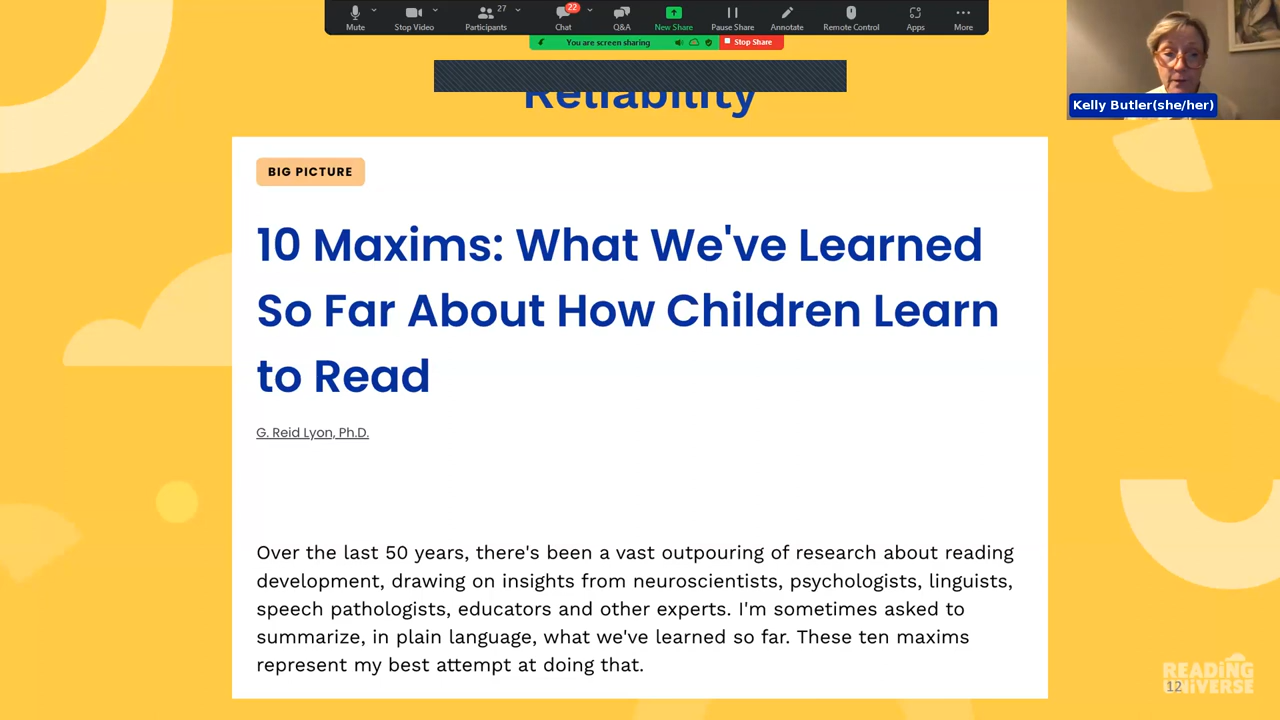 27
22
Mute
Stop Video
Participants
Chat
Q&A
New Share
Pause Share
Annotate
Remote Control
Apps
More
You are screen sharing
Stop Share
Reliability
Kelly Butler(she/her)
BIG PICTURE
10 Maxims: What We've Learned
So Far About How Children Learn
to Read
G. Reid Lyon, Ph.D.
Over the last 50 years, there's been a vast outpouring of research about reading
development, drawing on insights from neuroscientists, psychologists, linguists,
speech pathologists, educators and other experts. I'm sometimes asked to
summarize, in plain language, what we've learned so far. These ten maxims
represent my best attempt at doing that.
READiNG
UNiVERSE
12